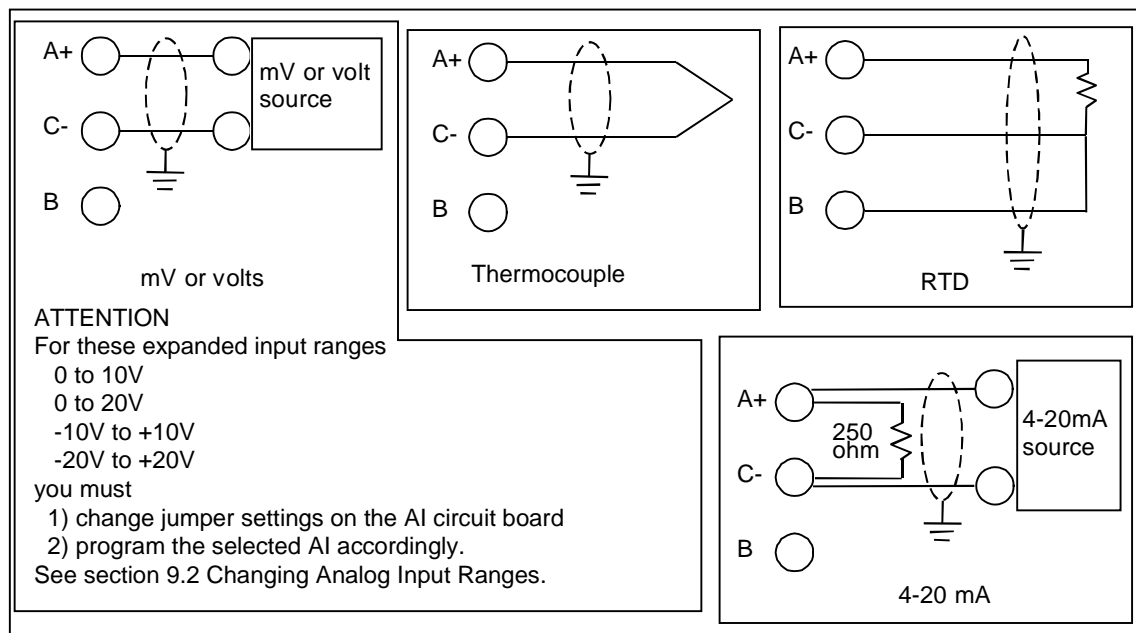 A+
mV or volt
source
C-
B
mV or volts
ATTENTION
For these expanded input ranges
0 to 10V
0 to 20V
-10V to +10V
-20V to +20V
you must
1) change jumper settings on the AI circuit board
2) program the selected AI accordingly.
See section 9.2 Changing Analog Input Ranges.
A+
C-
B
Thermocouple
A+
C-
B
RTD
A+
250
ohm
4-20mA
source
C-
B
4-20 mA